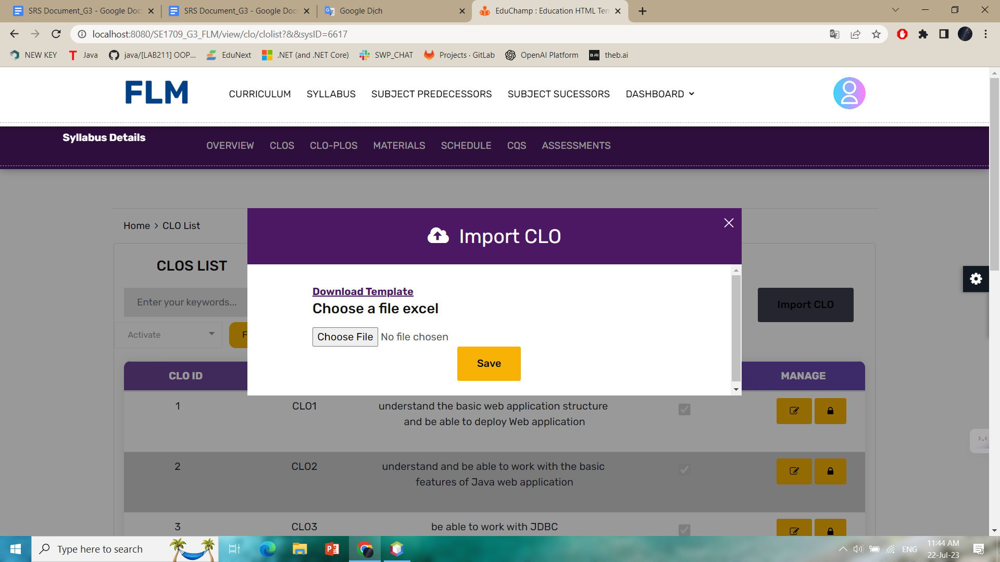 SRS Document_G3 - Google Doc
SRS Document_G3 - Google Doc
Google Dịch
EduChamp : Education HTML Tem
localhost:8080/SE1709_G3_FLM/view/clo/clolist?&&sysID=6617
NEW KEY
Java
java/[LAB211] OOP...
EduNext
.NET (and .NET Core)
SWP_CHAT
Projects · GitLab
OpenAI Platform
B AI
theb.ai
FLM
CURRICULUM
SYLLABUS
SUBJECT PREDECESSORS
SUBJECT SUCESSORS
DASHBOARD
Syllabus Details
OVERVIEW
CLOS
CLO-PLOS
MATERIALS
SCHEDULE
CQS
ASSESSMENTS
Home > CLO List
Import CLO
CLOS LIST
Download Template
Choose a file excel
Enter your keywords...
Import CLO
Activate
F
Choose File No file chosen
Save
CLO ID
MANAGE
1
CLO1
understand the basic web application structure
and be able to deploy Web application
2
CLO2
understand and be able to work with the basic
features of Java web application
3
CLO3
be able to work with JDBC
Type here to search
ENG
11:44 AM
22-Jul-23